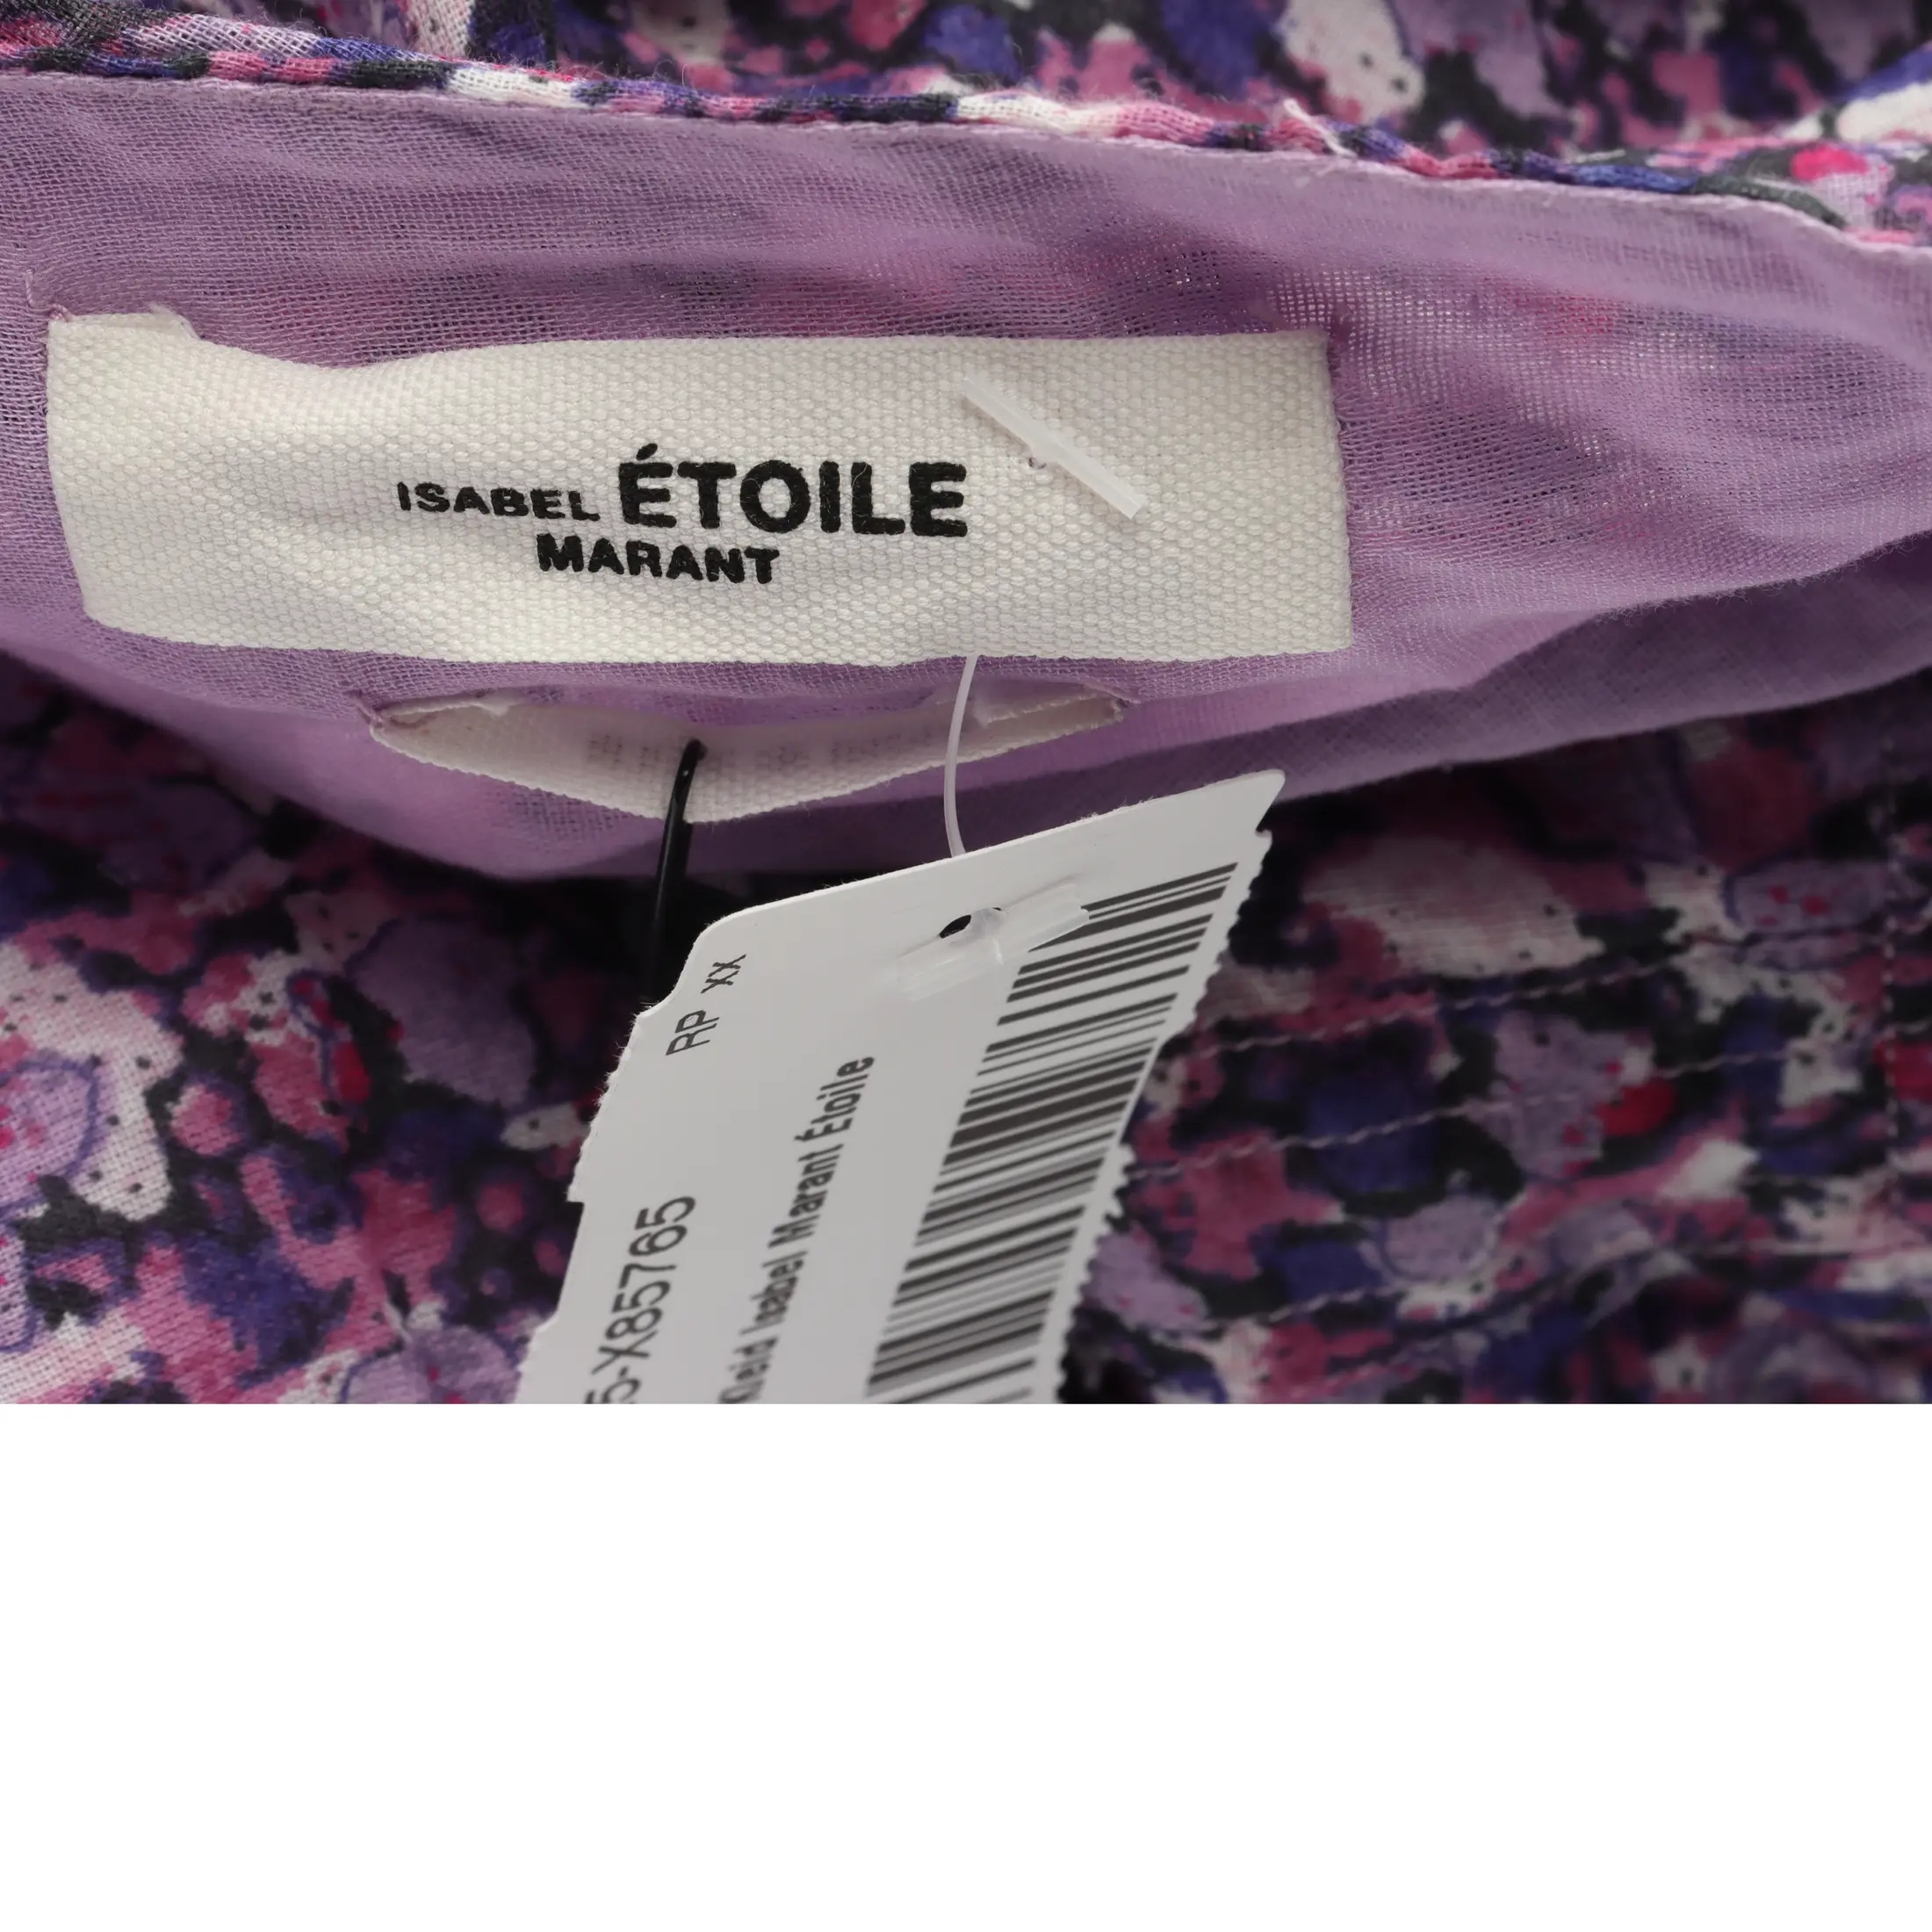 ISABEL ÉTOILE
MARANT
RP XX
5-X85765
Kleid Isabel Marant Étoile